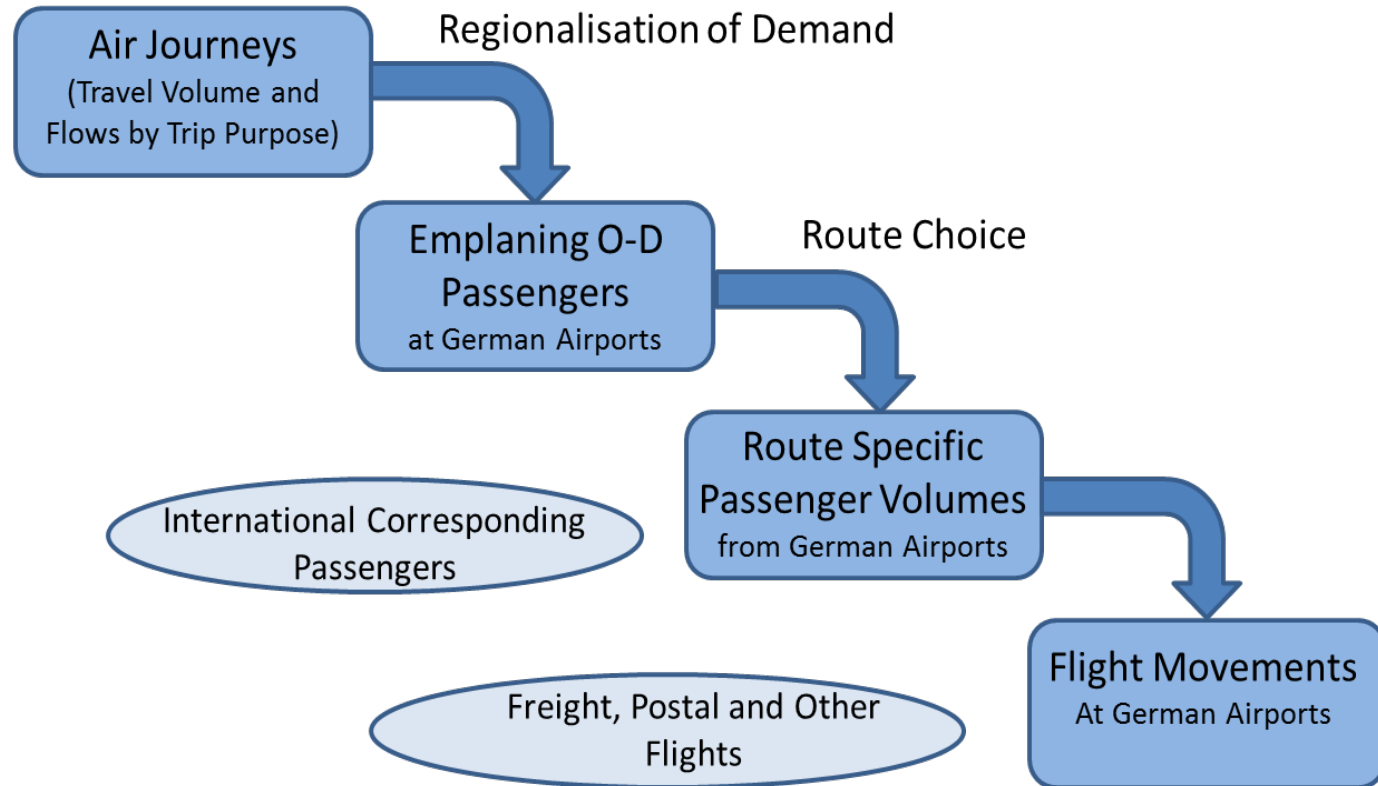 Air Journeys
(Travel Volume and
Flows by Trip Purpose)
Regionalisation of Demand
Emplaning O-D
Passengers
at German Airports
Route Choice
Route Specific
Passenger Volumes
from German Airports
International Corresponding
Passengers
Flight Movements
At German Airports
Freight, Postal and Other
Flights